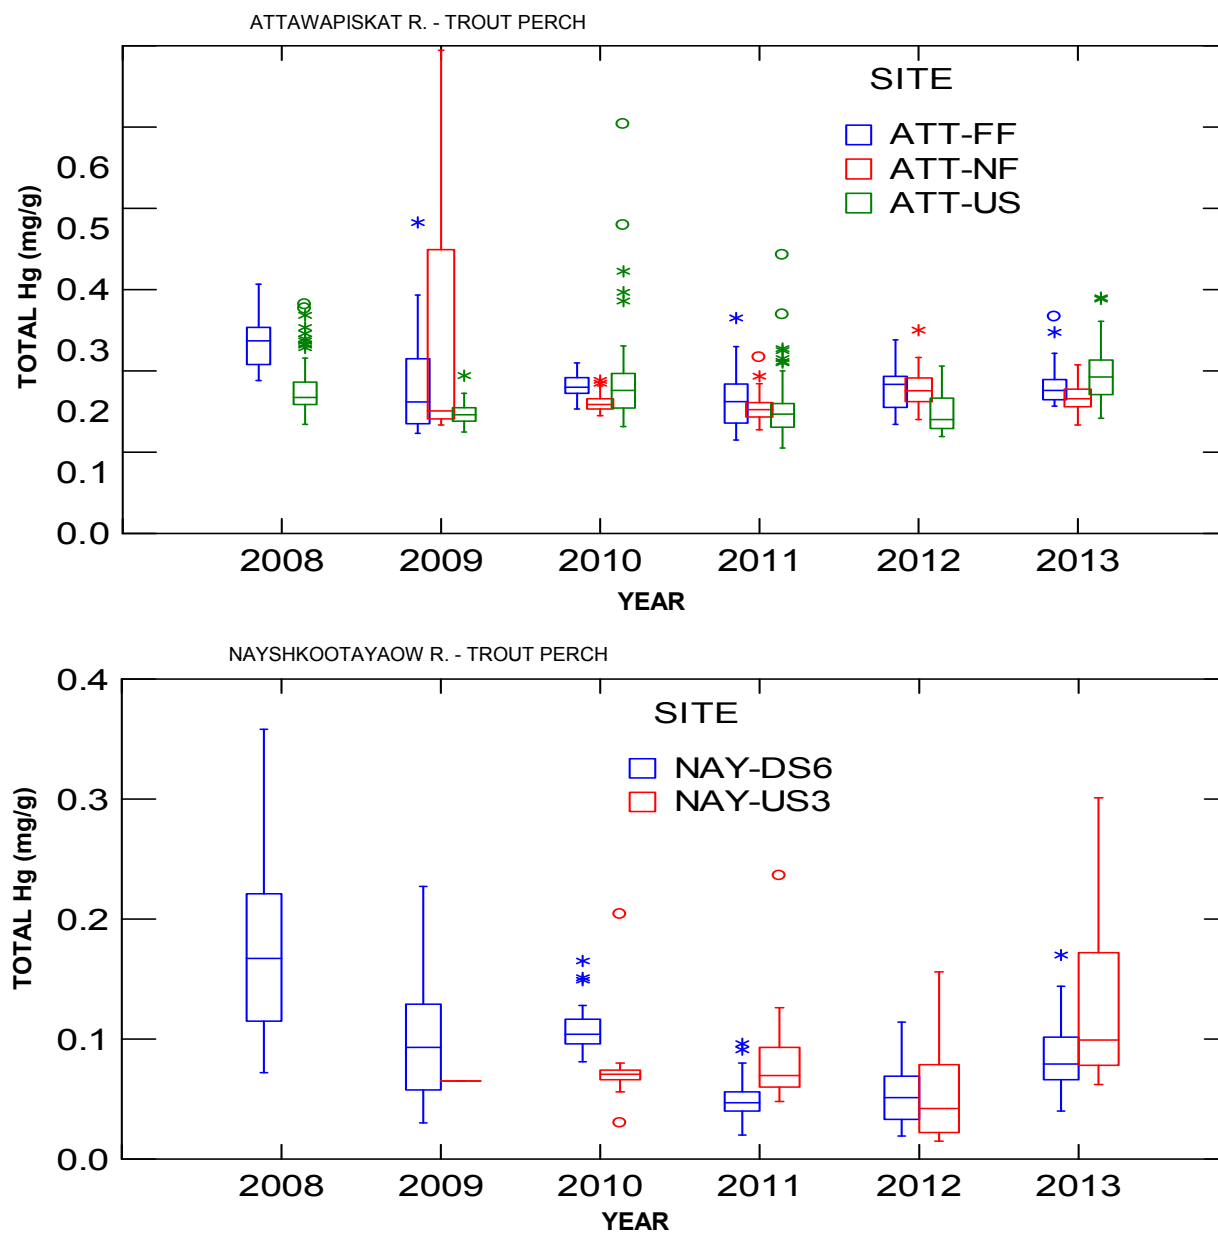 ATTAWAPISKAT R. - TROUT PERCH
SITE
ATT-FF
ATT-NF
ATT-US
TOTAL Hg (mg/g)
0.6
0.5
0.4
0.3
0.2
0.1
0.0
2008 2009 2010 2011 2012 2013
YEAR
NAYSHKOOTAYAOW R. - TROUT PERCH
SITE
NAY-DS6
NAY-US3
TOTAL Hg (mg/g)
0.4
0.3
0.2
0.1
0.0
2008 2009 2010 2011 2012 2013
YEAR